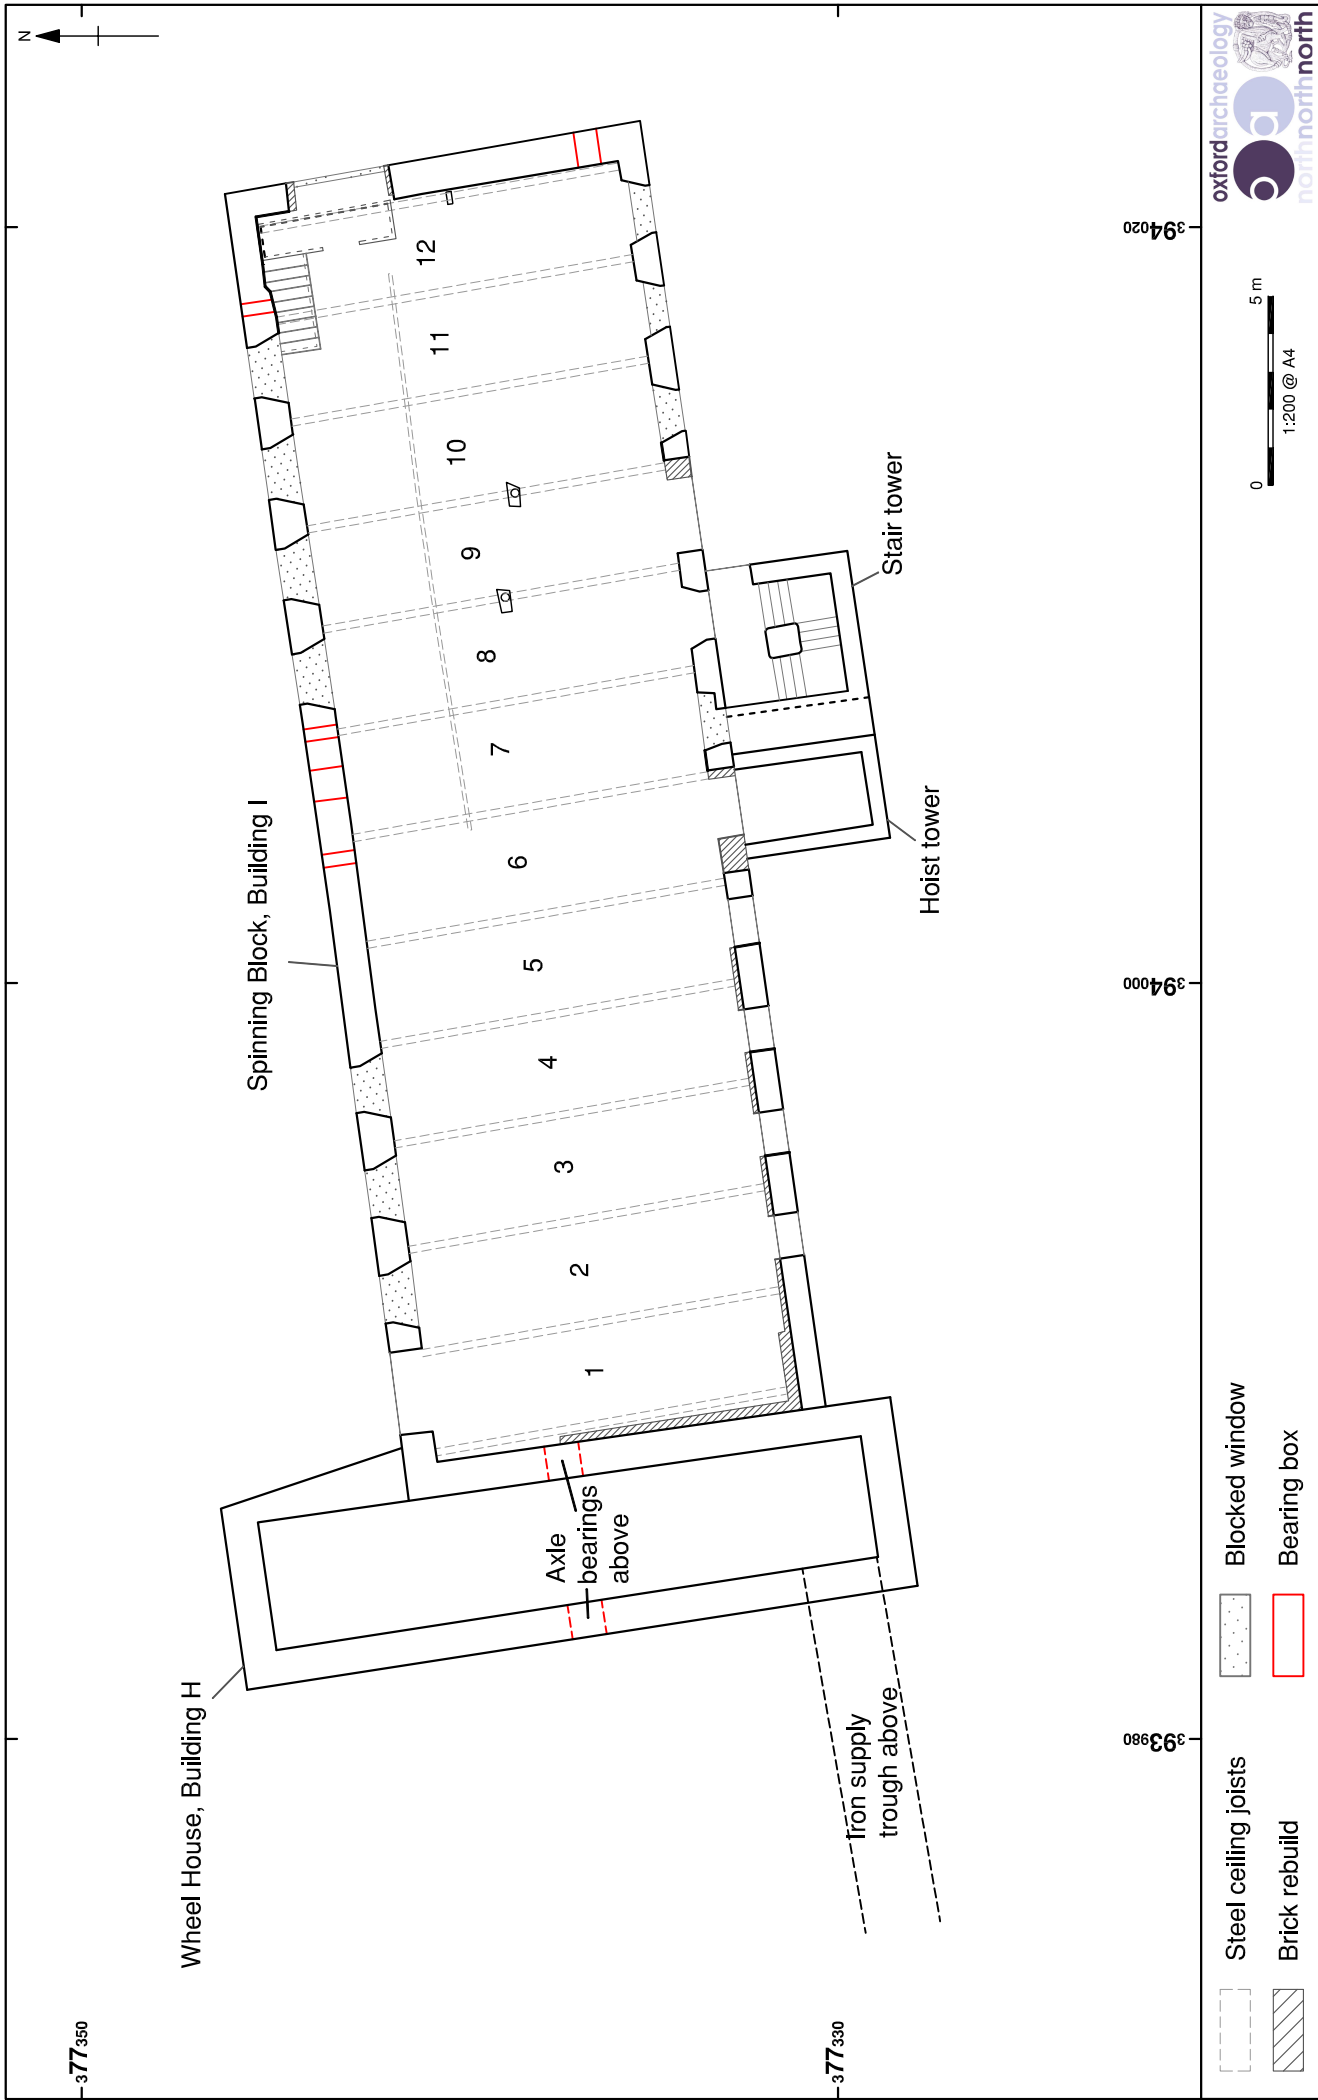 Wheel House, Building H
Spinning Block, Building I
N
1
2
3
4
5
6
7
8
9
10
11
12
Axle
bearings
above
Iron supply
trough above
Hoist tower
Stair tower
³77³⁵⁰
³77³³⁰
³93⁹⁸⁰
³94⁰⁰⁰
³94⁰²⁰
Steel ceiling joists
Blocked window
Brick rebuild
Bearing box
0
5 m
1:200 @ A4
oxfordarchaeology
northnorthnorth